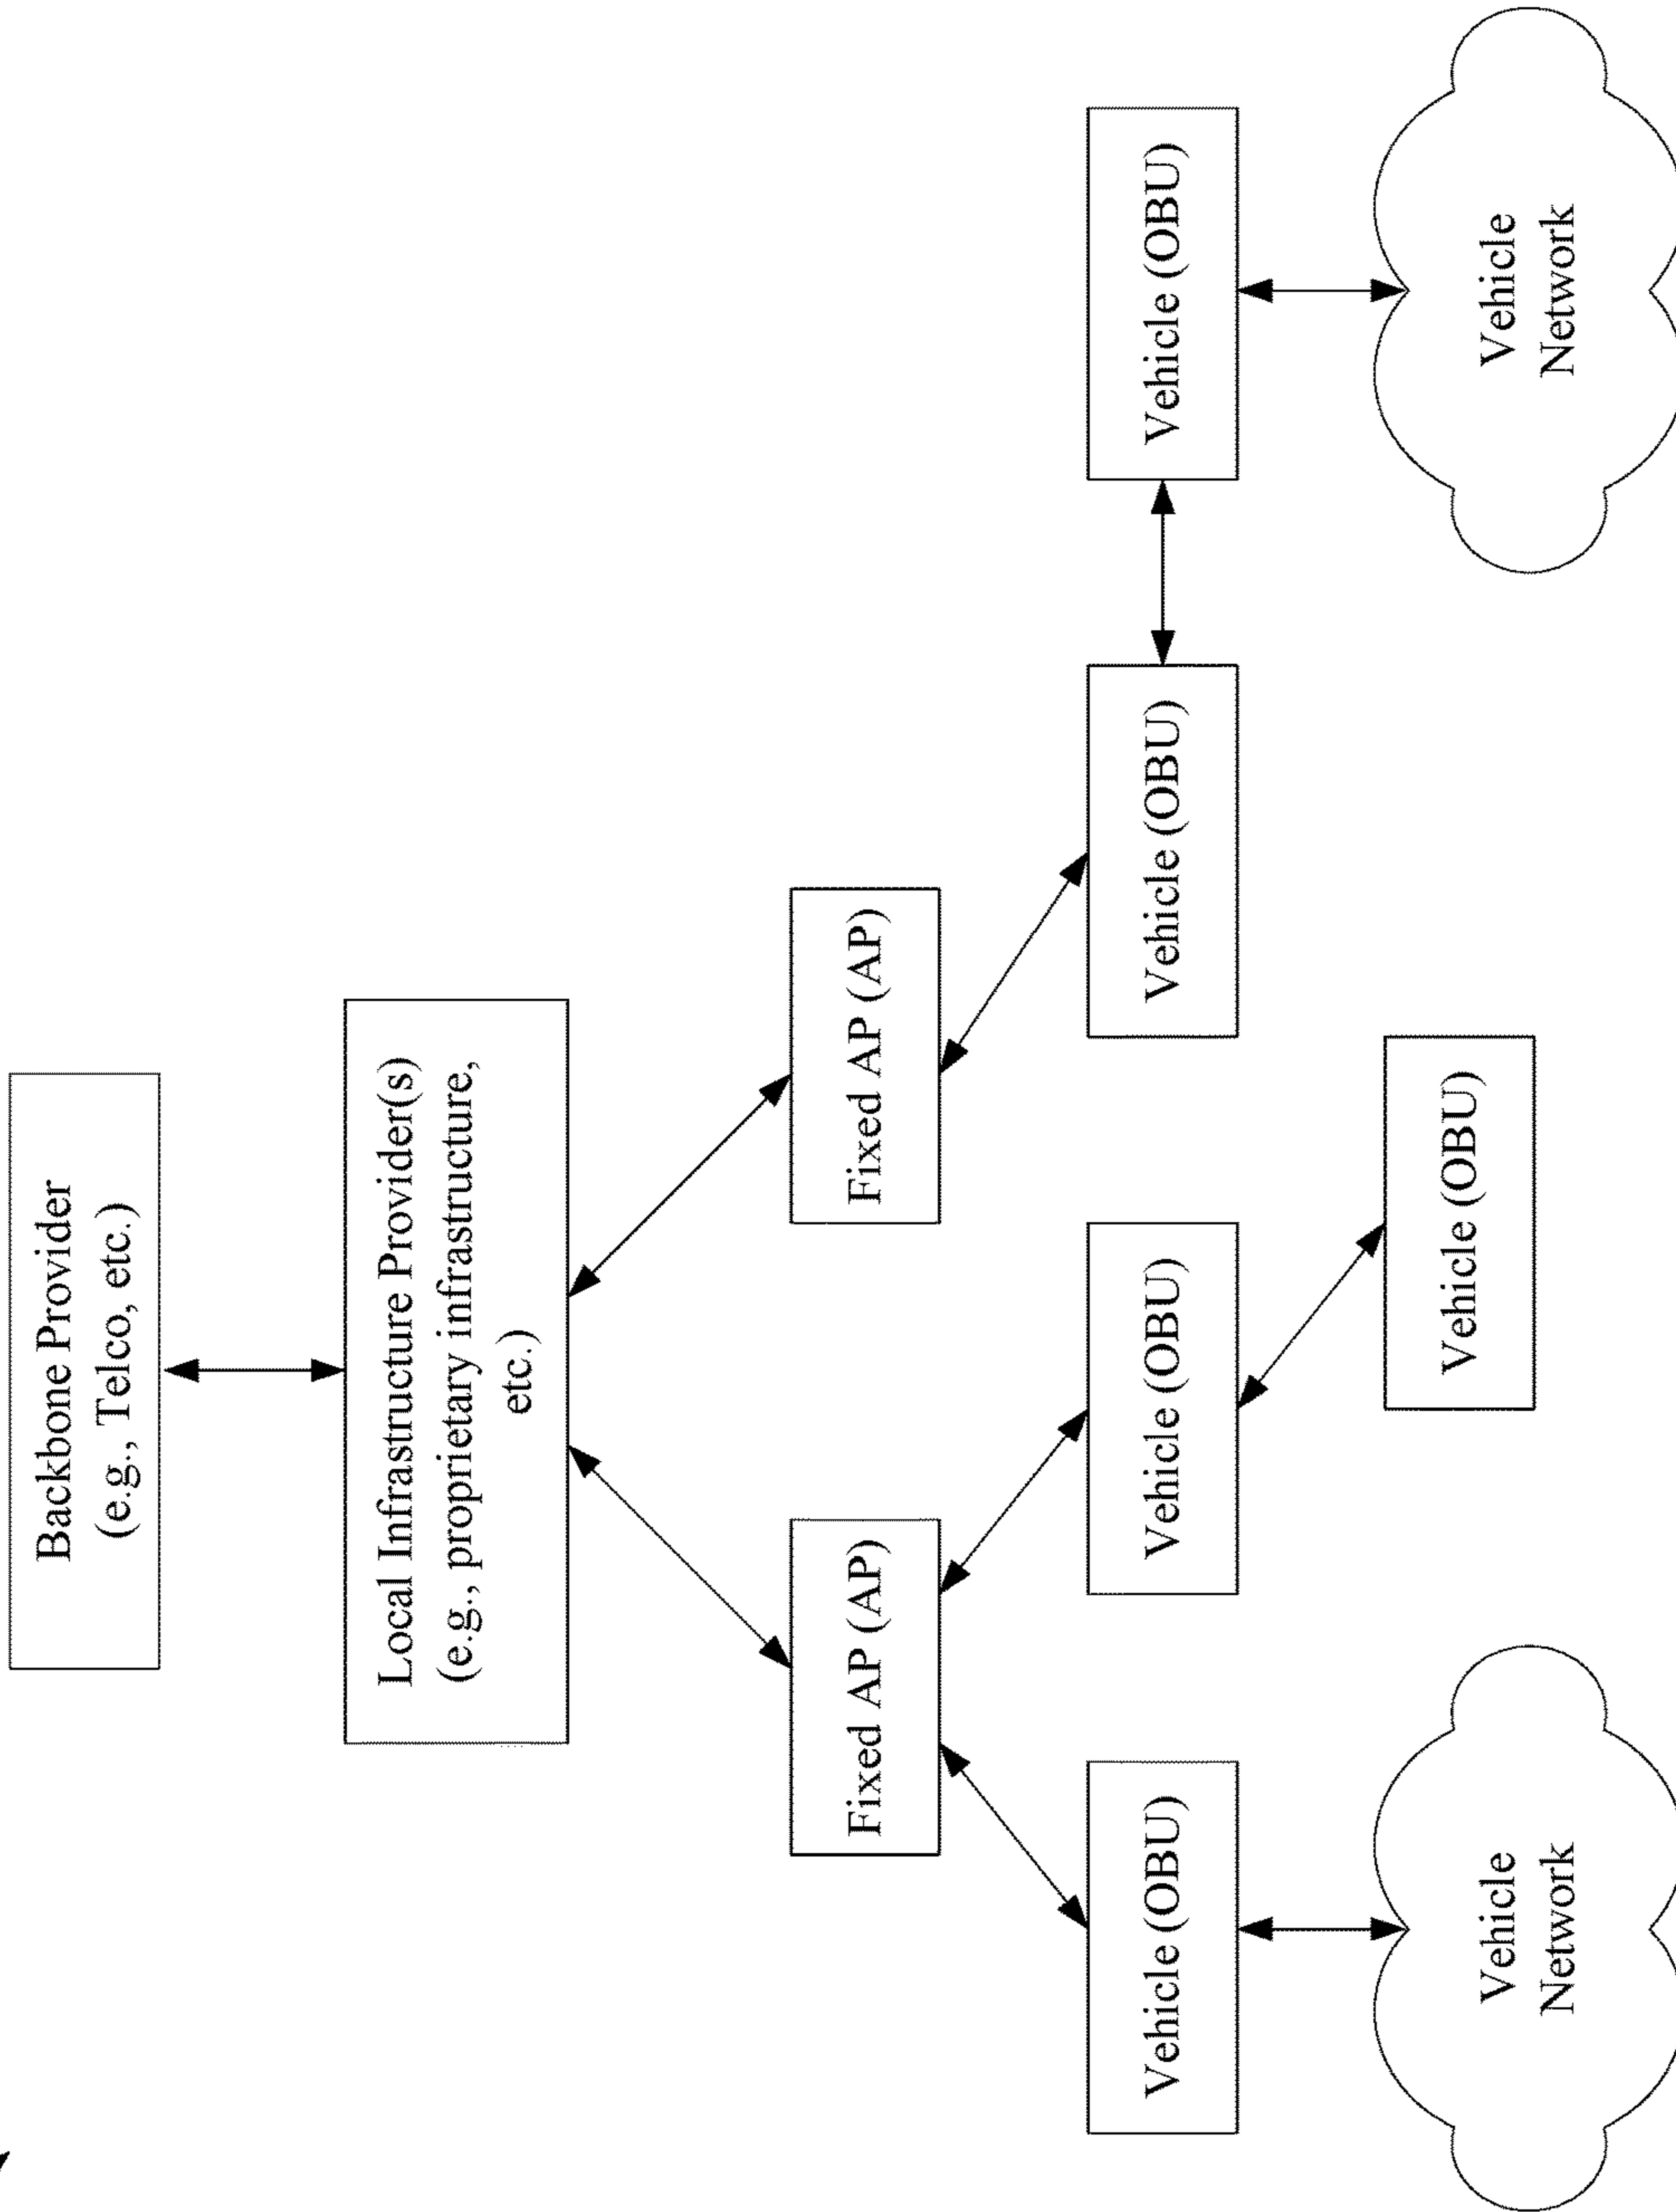 Backbone Provider
(e.g., Telco, etc.)
Local Infrastructure Provider(s)
(e.g., proprietary infrastructure,
etc.)
Fixed AP (AP)
Fixed AP (AP)
Vehicle (OBU)
Vehicle (OBU)
Vehicle (OBU)
Vehicle (OBU)
Vehicle (OBU)
Vehicle
Network
Vehicle
Network